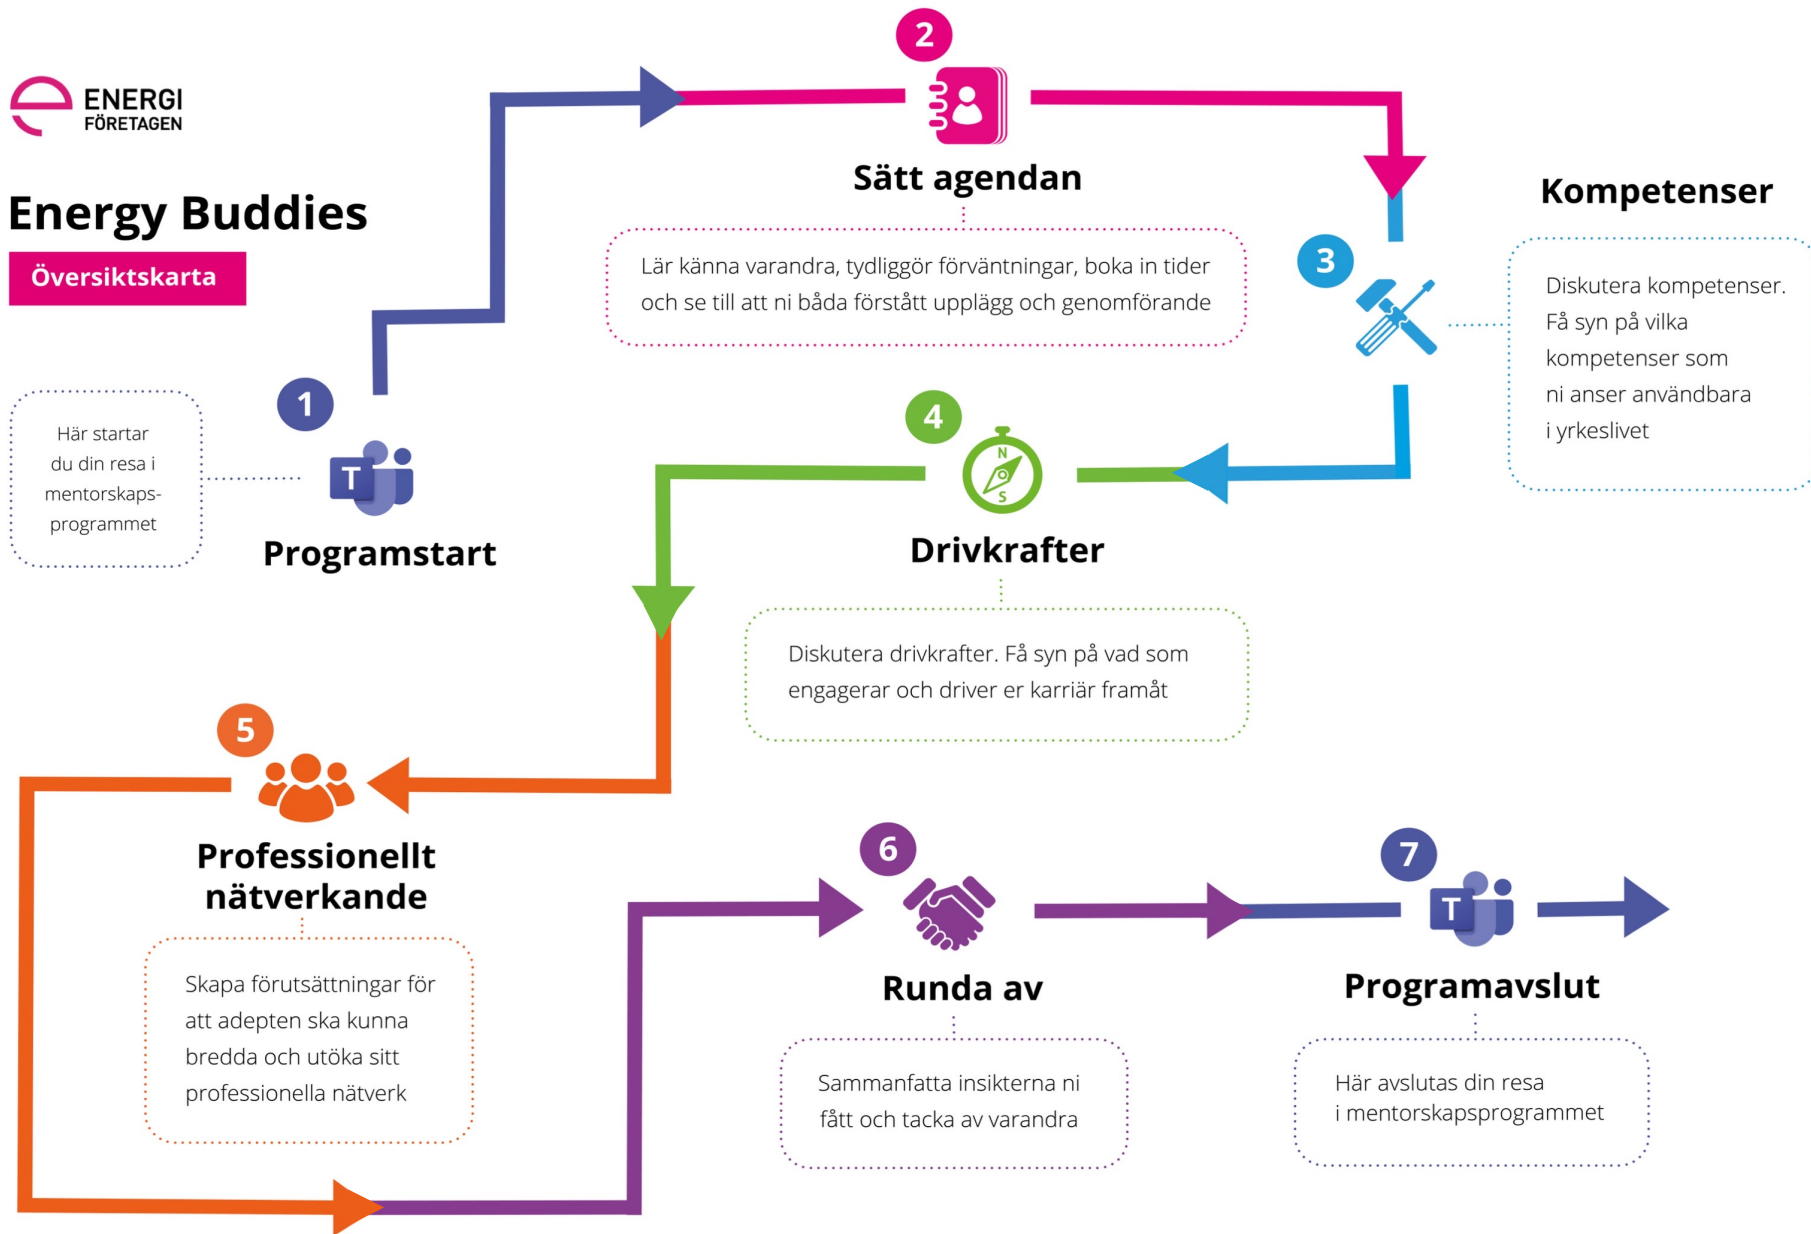 ENERGI
FÖRETAGEN
Energy Buddies
Översiktskarta
1
Här startar
du din resa i
mentorskaps-
programmet
T
Programstart
2
Sätt agendan
Lär känna varandra, tydliggör förväntningar, boka in tider
och se till att ni båda förstått upplägg och genomförande
3
Kompetenser
Diskutera kompetenser.
Få syn på vilka
kompetenser som
ni anser användbara
i yrkeslivet
4
N
S
Drivkrafter
Diskutera drivkrafter. Få syn på vad som
engagerar och driver er karriär framåt
5
Professionellt
nätverkande
Skapa förutsättningar för
att adepten ska kunna
bredda och utöka sitt
professionella nätverk
6
Runda av
Sammanfatta insikterna ni
fått och tacka av varandra
7
T
Programavslut
Här avslutas din resa
i mentorskapsprogrammet